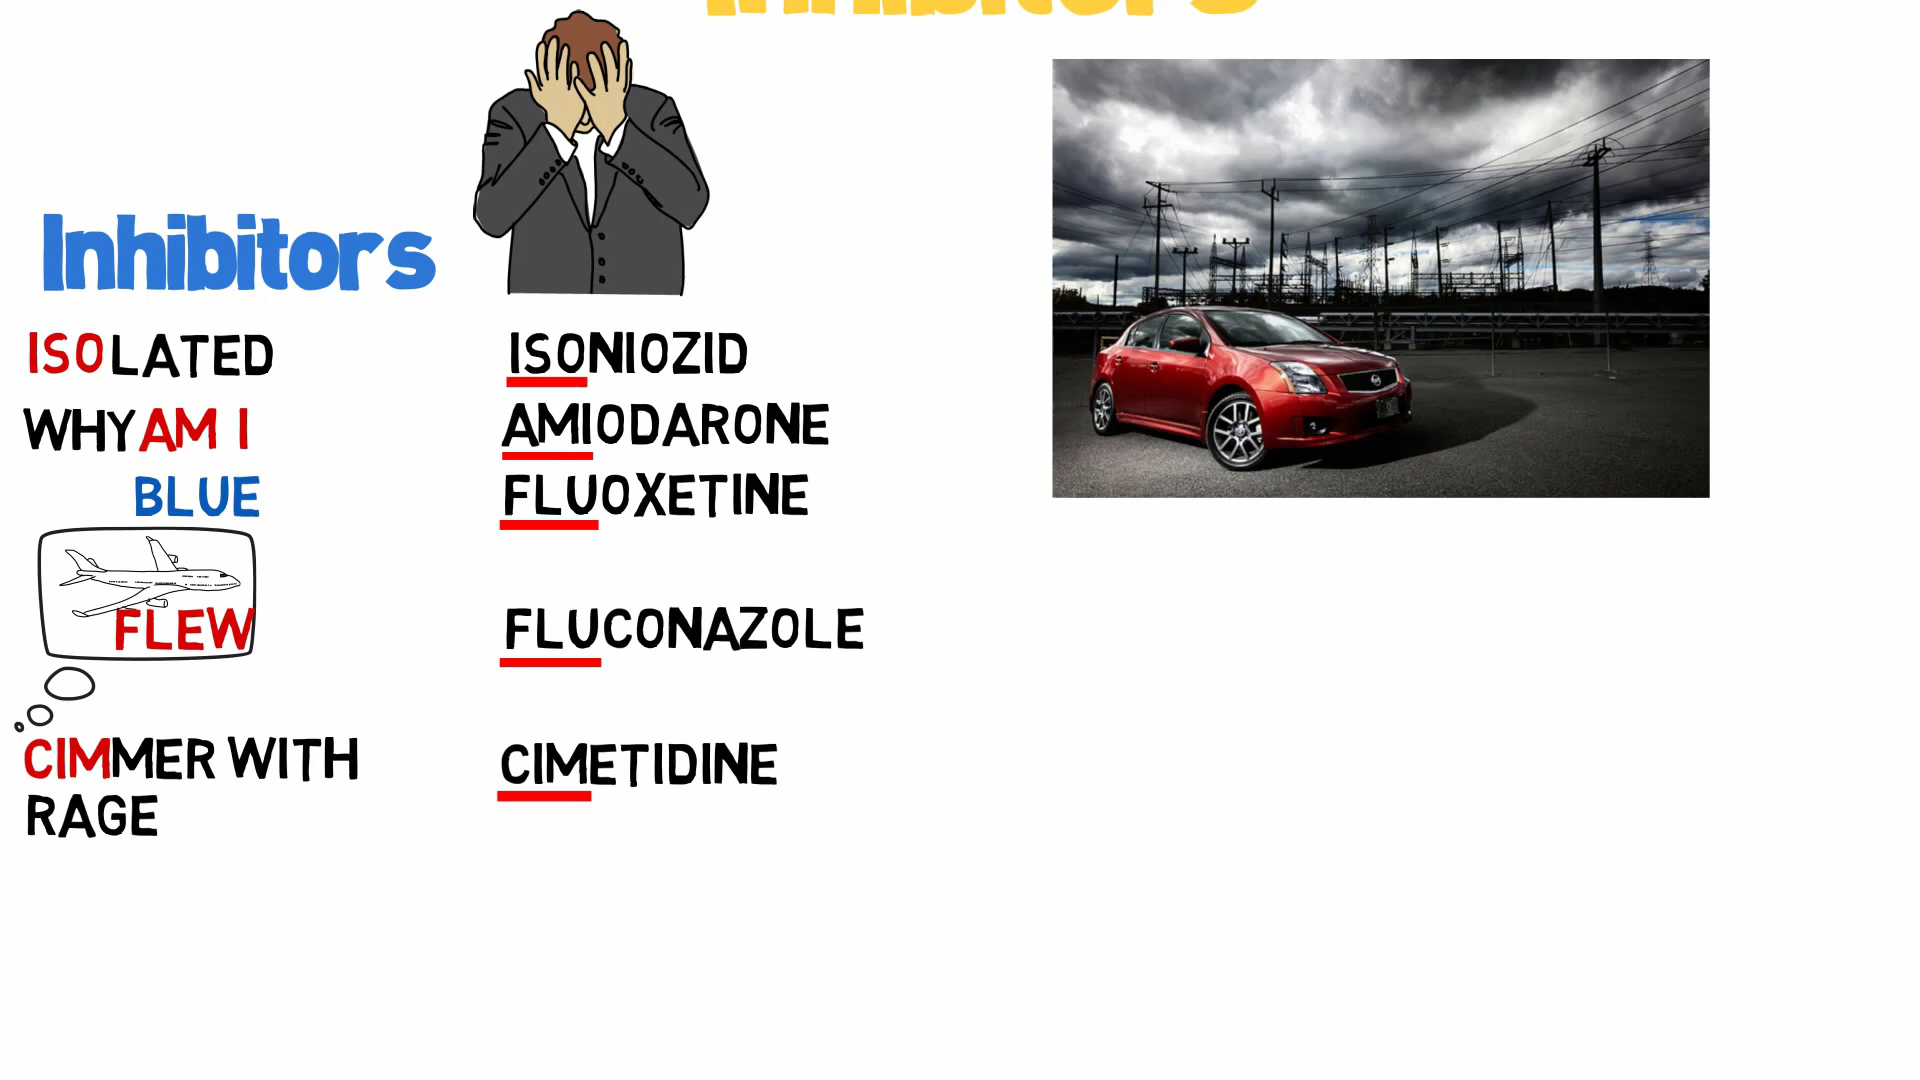 Inhibitors
Inhibitors
ISOLATED
ISONIOZID
WHY AM I
AMIODARONE
BLUE
FLUOXETINE
FLEW
FLUCONAZOLE
CIMMER WITH
RAGE
CIMETIDINE